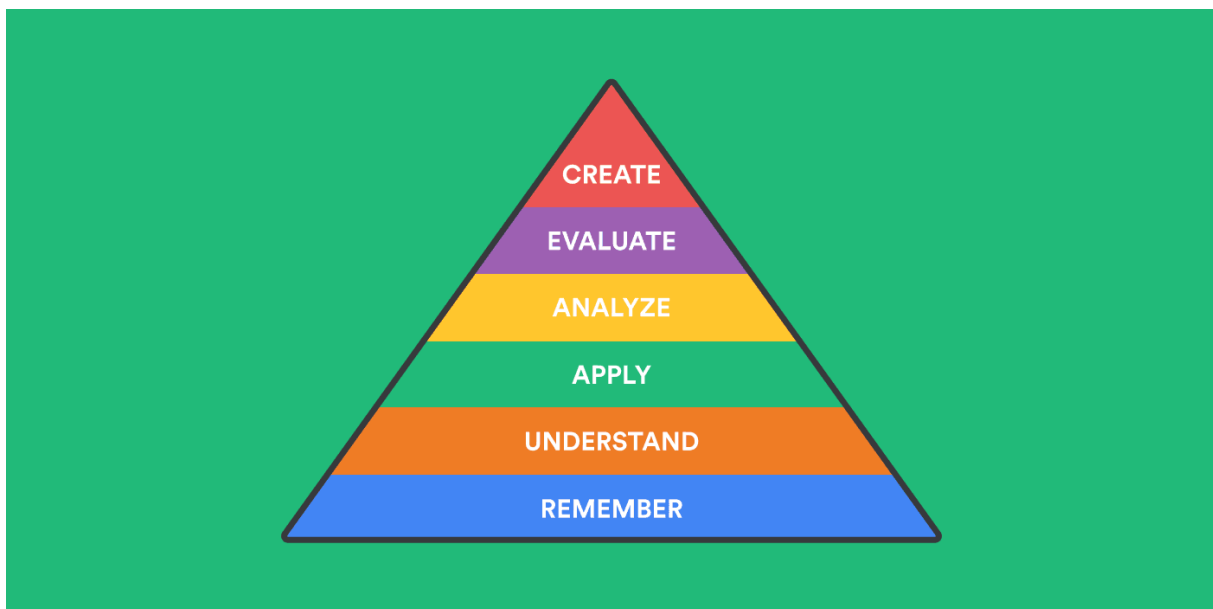 CREATE
EVALUATE
ANALYZE
APPLY
UNDERSTAND
REMEMBER